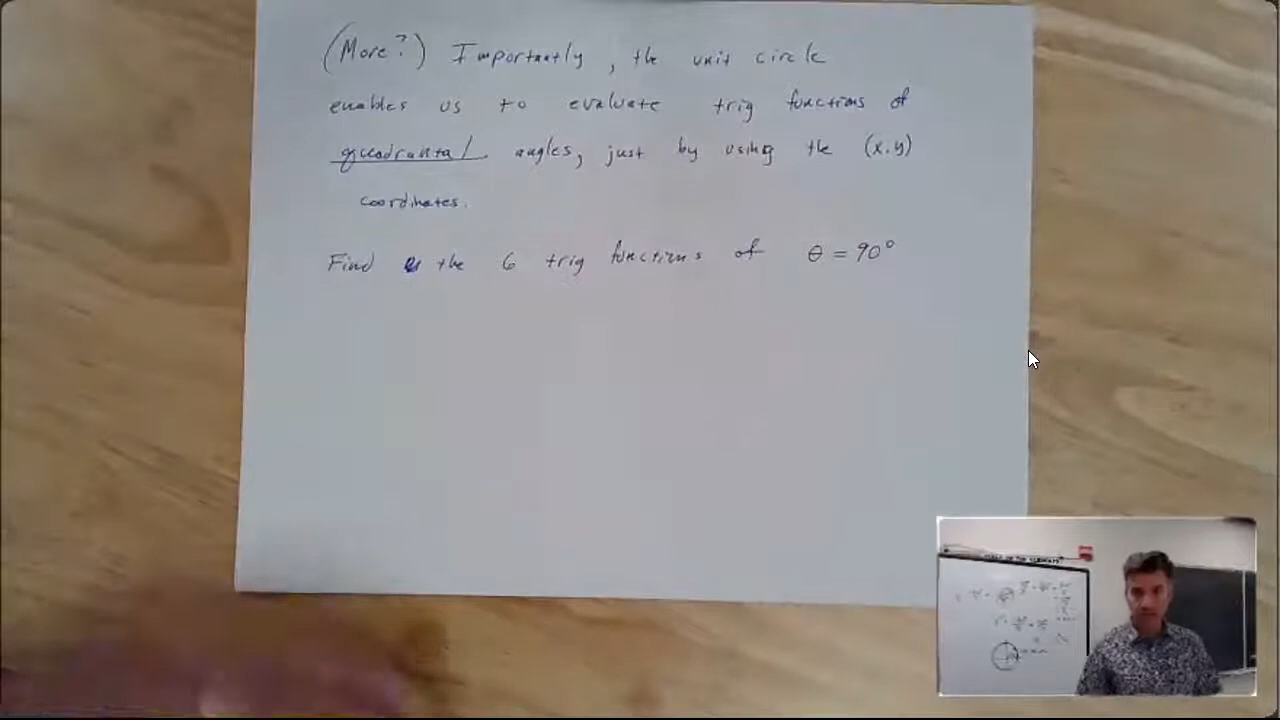 (More?) Importantly, the unit circle
enables us to evaluate trig functions of
quadrantal angles, just by using the (x,y)
coordinates.
Find the 6 trig functions of θ = 90°